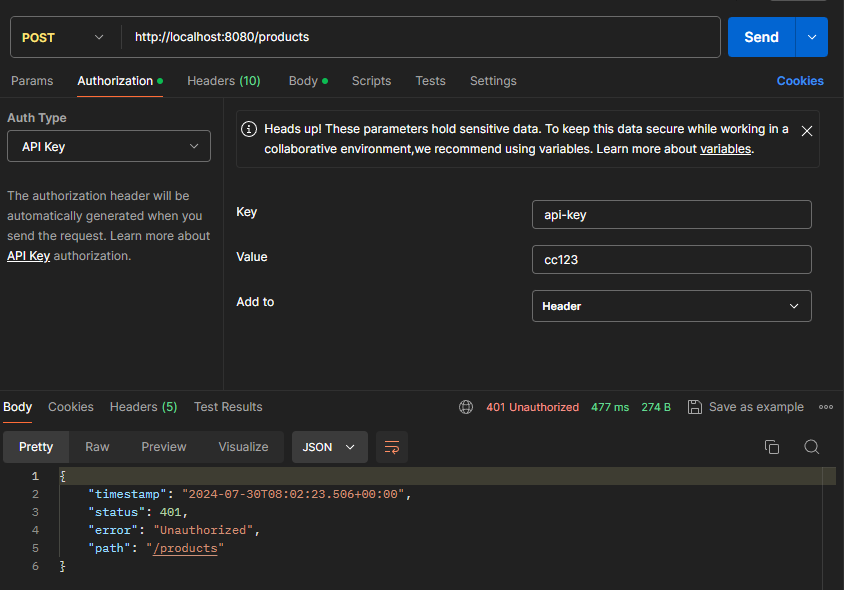 POST http://localhost:8080/products Send
Params Authorization Headers (10) Body Scripts Tests Settings Cookies
Auth Type
API Key
The authorization header will be
automatically generated when you
send the request. Learn more about
API Key authorization.
Heads up! These parameters hold sensitive data. To keep this data secure while working in a
collaborative environment,we recommend using variables. Learn more about variables.
Key api-key
Value cc123
Add to Header
Body Cookies Headers (5) Test Results 401 Unauthorized 477 ms 274 B Save as example
Pretty Raw Preview Visualize JSON
1 {
2 "timestamp": "2024-07-30T08:02:23.506+00:00",
3 "status": 401,
4 "error": "Unauthorized",
5 "path": "/products"
6 }